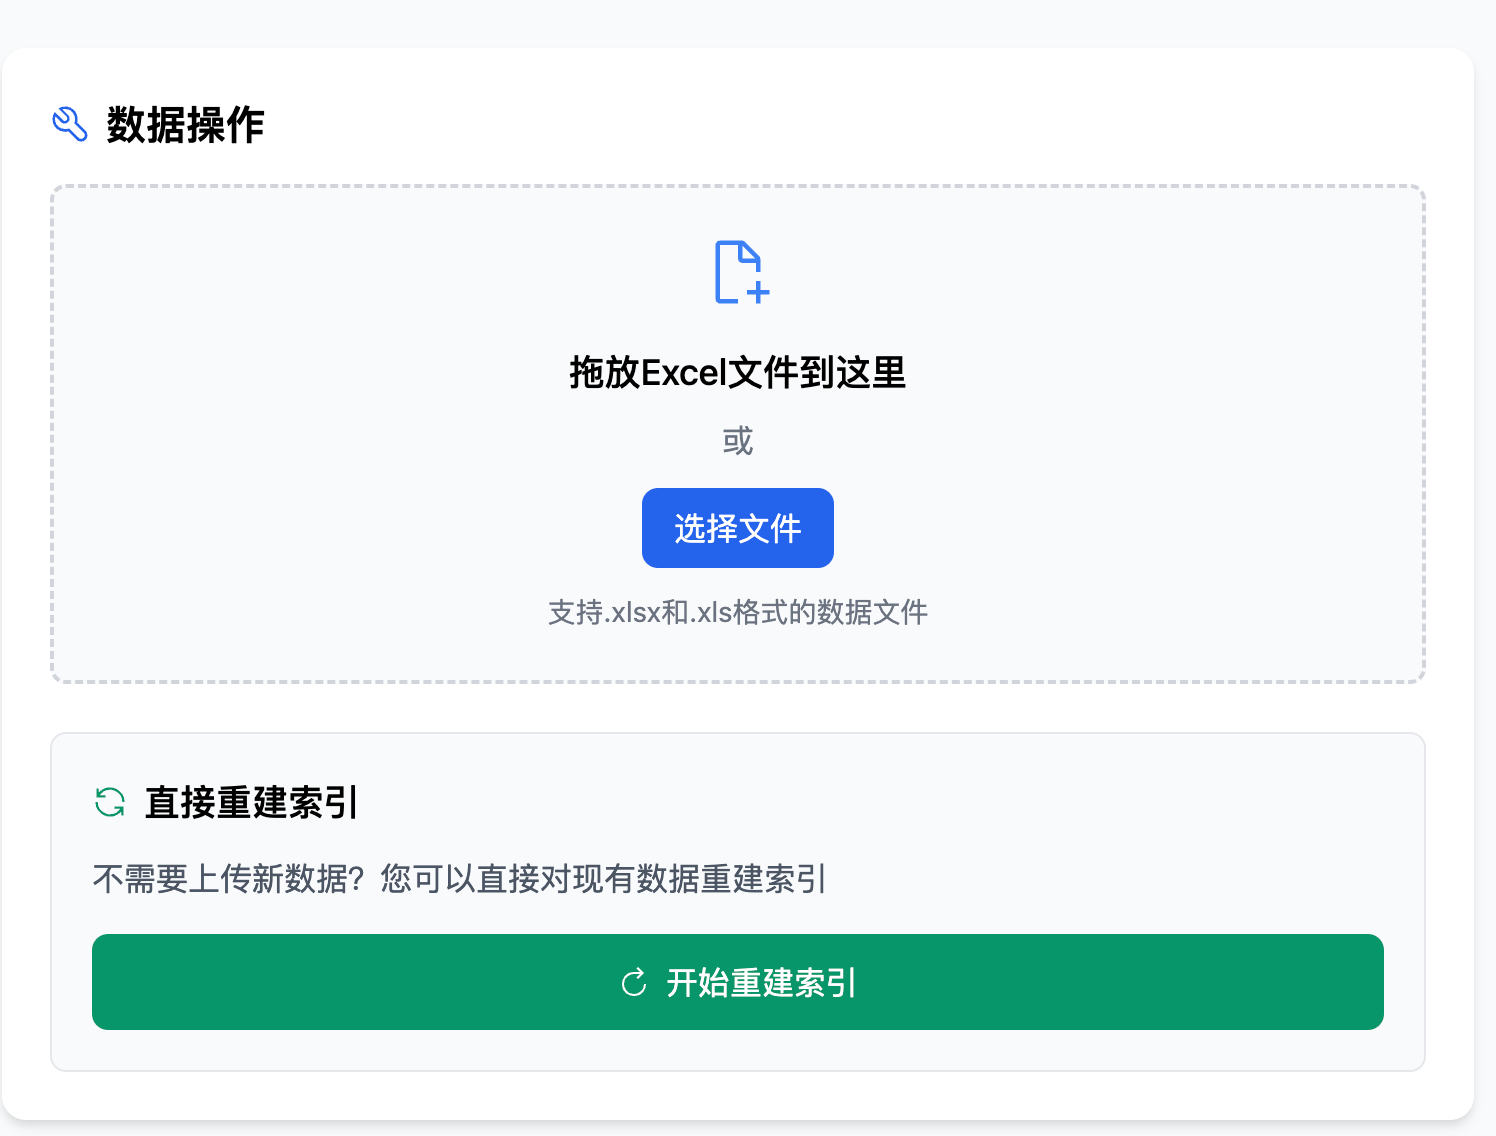 数据操作
拖放Excel文件到这里
或
选择文件
支持.xlsx和.xls格式的数据文件
直接重建索引
不需要上传新数据？您可以直接对现有数据重建索引
开始重建索引